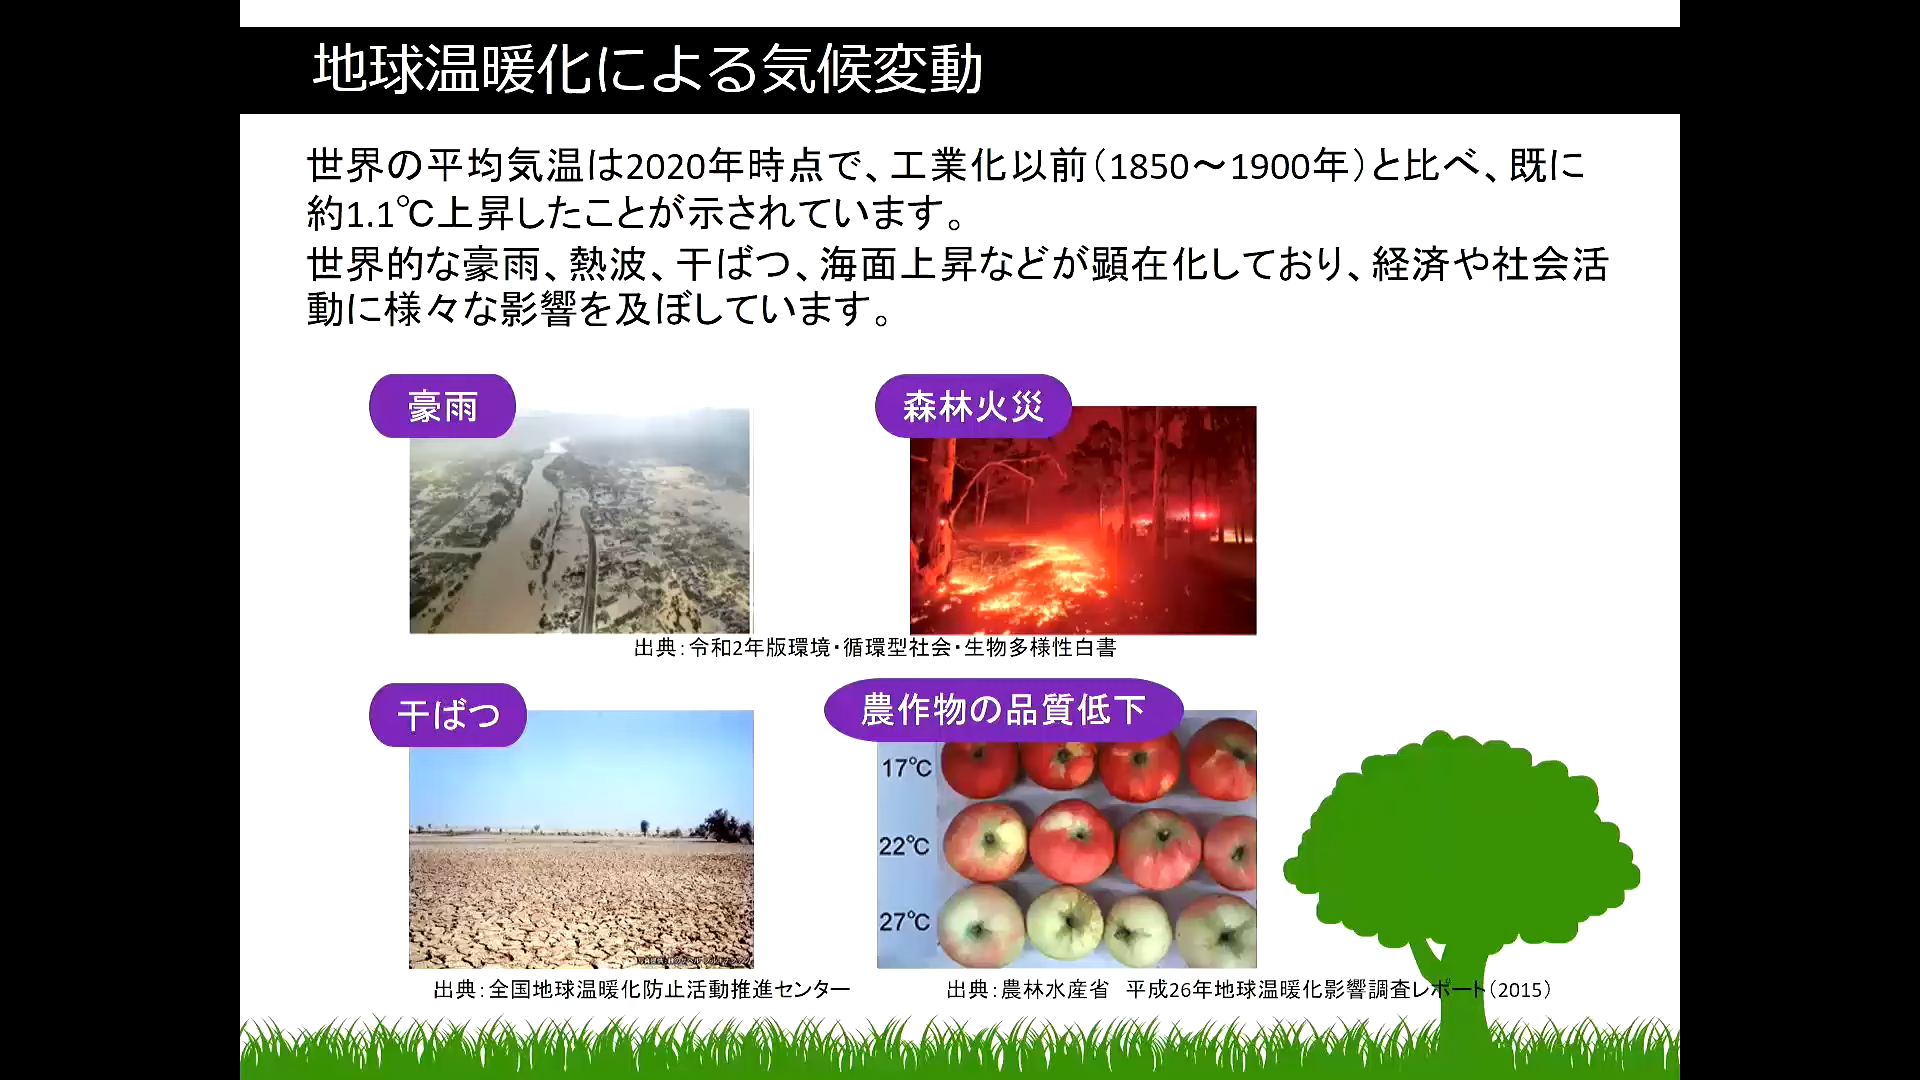 地球温暖化による気候変動
世界の平均気温は2020年時点で、工業化以前（1850～1900年）と比べ、既に
約1.1℃上昇したことが示されています。
世界的な豪雨、熱波、干ばつ、海面上昇などが顕在化しており、経済や社会活
動に様々な影響を及ぼしています。
豪雨
森林火災
出典：令和2年版環境・循環型社会・生物多様性白書
干ばつ
農作物の品質低下
17℃
22℃
27℃
出典：全国地球温暖化防止活動推進センター
出典：農林水産省　平成26年地球温暖化影響調査レポート（2015）